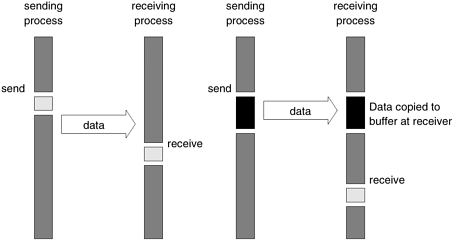 sending
process
receiving
process
send
data
receive
sending
process
receiving
process
send
data
Data copied to
buffer at receiver
receive